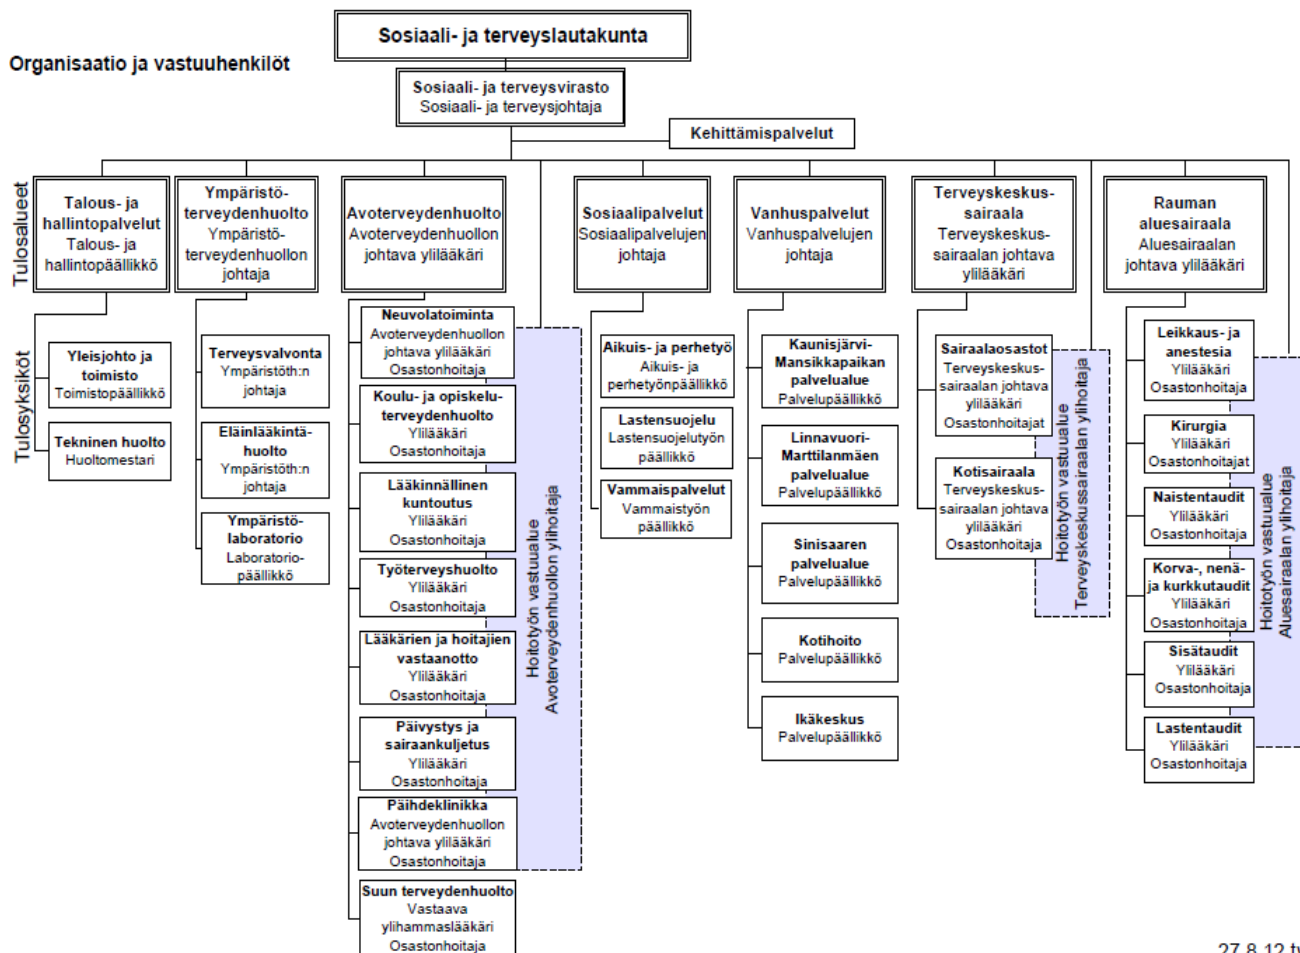 Sosiaali- ja terveyslautakunta
Organisaatio ja vastuuhenkilöt
Sosiaali- ja terveysvirasto
Sosiaali- ja terveysjohtaja
Kehittämispalvelut
Tulosalueet
Talous- ja
hallintopalvelut
Talous- ja
hallintopäällikkö
Ympäristö-
terveydenhuolto
Ympäristö-
terveydenhuollon
johtaja
Avoterveydenhuolto
Avoterveydenhuollon
johtava ylilääkäri
Sosiaalipalvelut
Sosiaalipalvelujen
johtaja
Vanhuspalvelut
Vanhuspalvelujen
johtaja
Terveyskeskus-
sairaala
Terveyskeskus-
sairaalan johtava
ylilääkäri
Rauman
aluesairaala
Aluesairaalan
johtava ylilääkäri
Tulosyksiköt
Yleisjohto ja
toimisto
Toimistopäällikkö
Tekninen huolto
Huoltomestari
Terveysvalvonta
Ympäristöth:n
johtaja
Eläinlääkintä-
huolto
Ympäristöth:n
johtaja
Ympäristö-
laboratorio
Laboratorio-
päällikkö
Neuvolatoiminta
Avoterveydenhuollon
johtava ylilääkäri
Osastonhoitaja
Koulu- ja opiskelu-
terveydenhuolto
Ylilääkäri
Osastonhoitaja
Lääkinnällinen
kuntoutus
Ylilääkäri
Osastonhoitaja
Työterveyshuolto
Ylilääkäri
Osastonhoitaja
Lääkärien ja hoitajien
vastaanotto
Ylilääkäri
Osastonhoitaja
Päivystys ja
sairaankuljetus
Ylilääkäri
Osastonhoitaja
Päihdeklinikka
Avoterveydenhuollon
johtava ylilääkäri
Osastonhoitaja
Suun terveydenhuolto
Vastaava
ylihammaslääkäri
Osastonhoitaja
Hoitotyön vastuualue
Avoterveydenhuollon ylihoitaja
Aikuis- ja perhetyö
Aikuis- ja
perhetyönpäällikkö
Lastensuojelu
Lastensuojelutyön
päällikkö
Vammaispalvelut
Vammaistyön
päällikkö
Kaunisjärvi-
Mansikkapaikan
palvelualue
Palvelupäällikkö
Linnavuori-
Marttilanmäen
palvelualue
Palvelupäällikkö
Sinisaaren
palvelualue
Palvelupäällikkö
Kotihoito
Palvelupäällikkö
Ikäkeskus
Palvelupäällikkö
Sairaalaosastot
Terveyskeskus-
sairaalan johtava
ylilääkäri
Osastonhoitajat
Kotisairaala
Terveyskeskus-
sairaalan johtava
ylilääkäri
Osastonhoitaja
Hoitotyön vastuualue
Terveyskeskussairaalan ylihoitaja
Leikkaus- ja
anestesia
Ylilääkäri
Osastonhoitaja
Kirurgia
Ylilääkäri
Osastonhoitajat
Naistentaudit
Ylilääkäri
Osastonhoitaja
Korva-, nenä-
ja kurkkutaudit
Ylilääkäri
Osastonhoitaja
Sisätaudit
Ylilääkäri
Osastonhoitaja
Lastentaudit
Ylilääkäri
Osastonhoitaja
Hoitotyön vastuualue
Aluesairaalan ylihoitaja
27.8.12